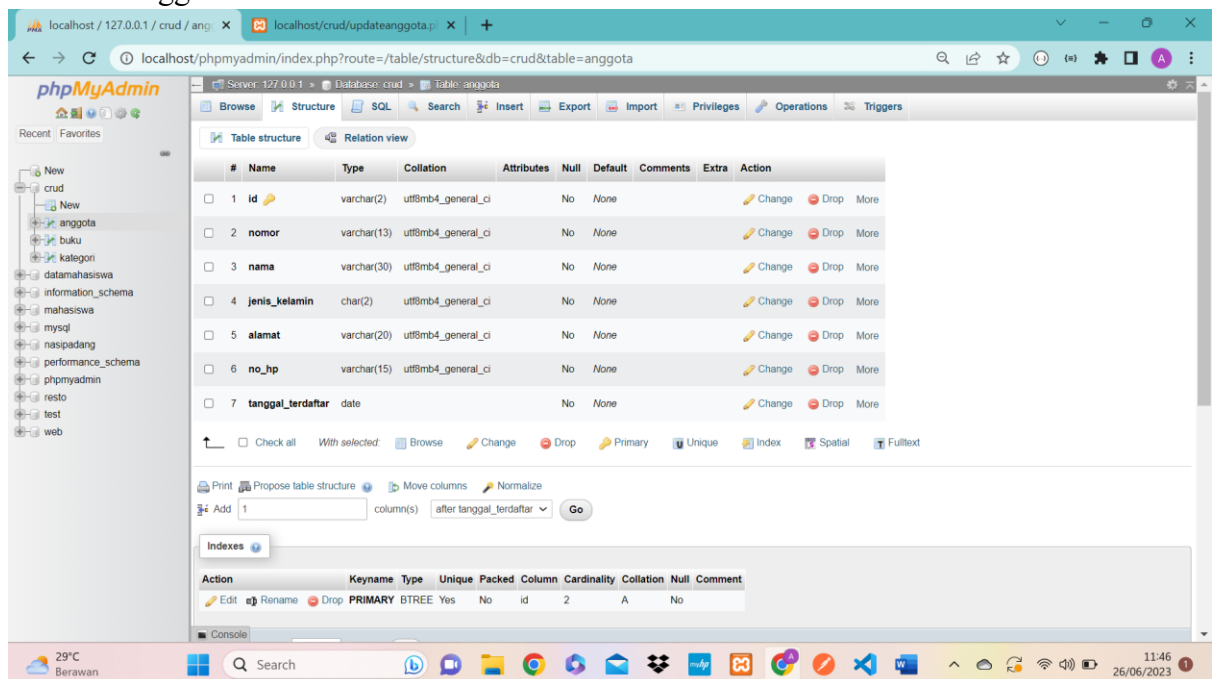 localhost / 127.0.0.1 / crud / ang
localhost/crud/updateanggota.p
localhost/phpmyadmin/index.php?route=/table/structure&db=crud&table=anggota
A
phpMyAdmin
Recent Favorites
New
crud
New
anggota
buku
kategori
datamahasiswa
information_schema
mahasiswa
mysql
nasipadang
performance_schema
phpmyadmin
resto
test
web
Server: 127.0.0.1 » Database: crud » Table: anggota
Browse Structure SQL Search Insert Export Import Privileges Operations Triggers
Table structure Relation view
# Name Type Collation Attributes Null Default Comments Extra Action
1 id varchar(2) utf8mb4_general_ci No None Change Drop More
2 nomor varchar(13) utf8mb4_general_ci No None Change Drop More
3 nama varchar(30) utf8mb4_general_ci No None Change Drop More
4 jenis_kelamin char(2) utf8mb4_general_ci No None Change Drop More
5 alamat varchar(20) utf8mb4_general_ci No None Change Drop More
6 no_hp varchar(15) utf8mb4_general_ci No None Change Drop More
7 tanggal_terdaftar date No None Change Drop More
Check all With selected: Browse Change Drop Primary Unique Index Spatial Fulltext
Print Propose table structure Move columns Normalize
Add 1 column(s) after tanggal_terdaftar Go
Indexes
Action Keyname Type Unique Packed Column Cardinality Collation Null Comment
Edit Rename Drop PRIMARY BTREE Yes No id 2 A No
Console
29°C
Berawan
Search
11:46
26/06/2023
1